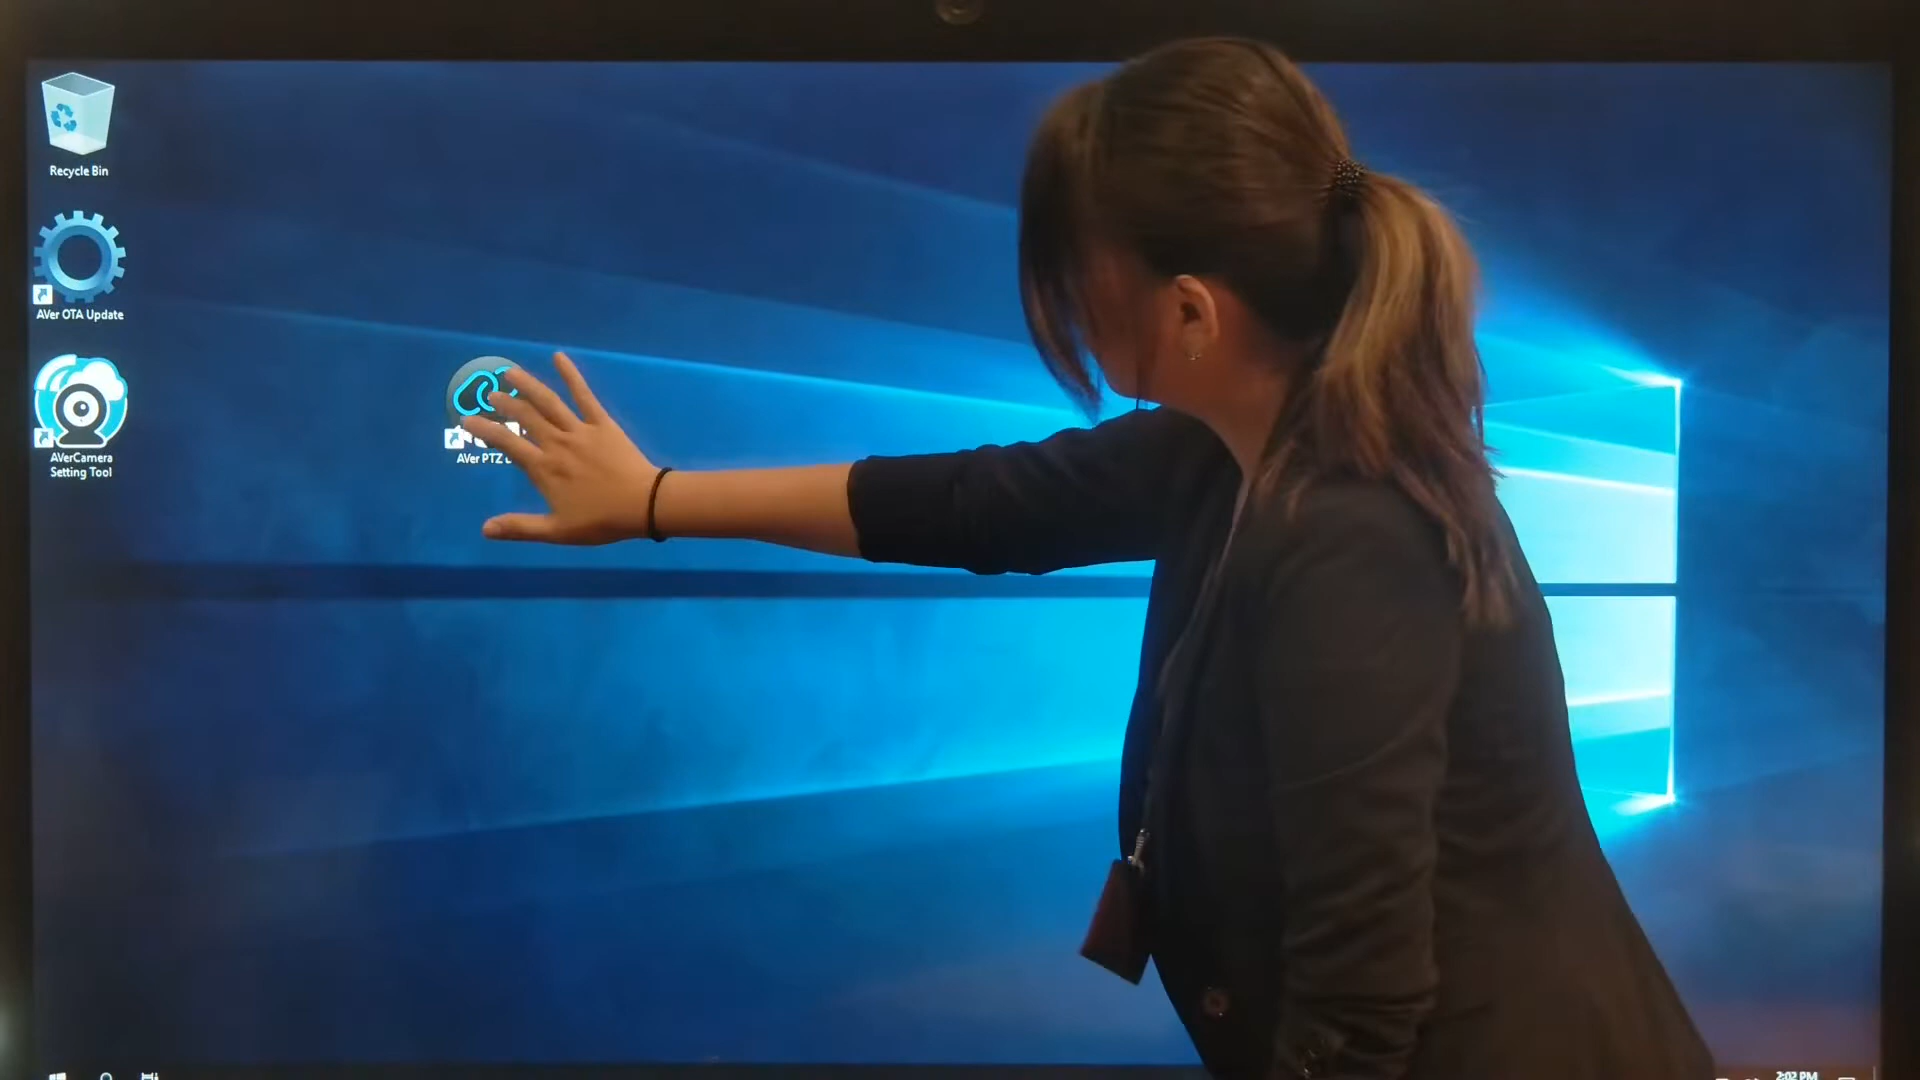 Recycle Bin
AVer OTA Update
AVer PTZ
AVerCamera
Setting Tool
2:02 PM